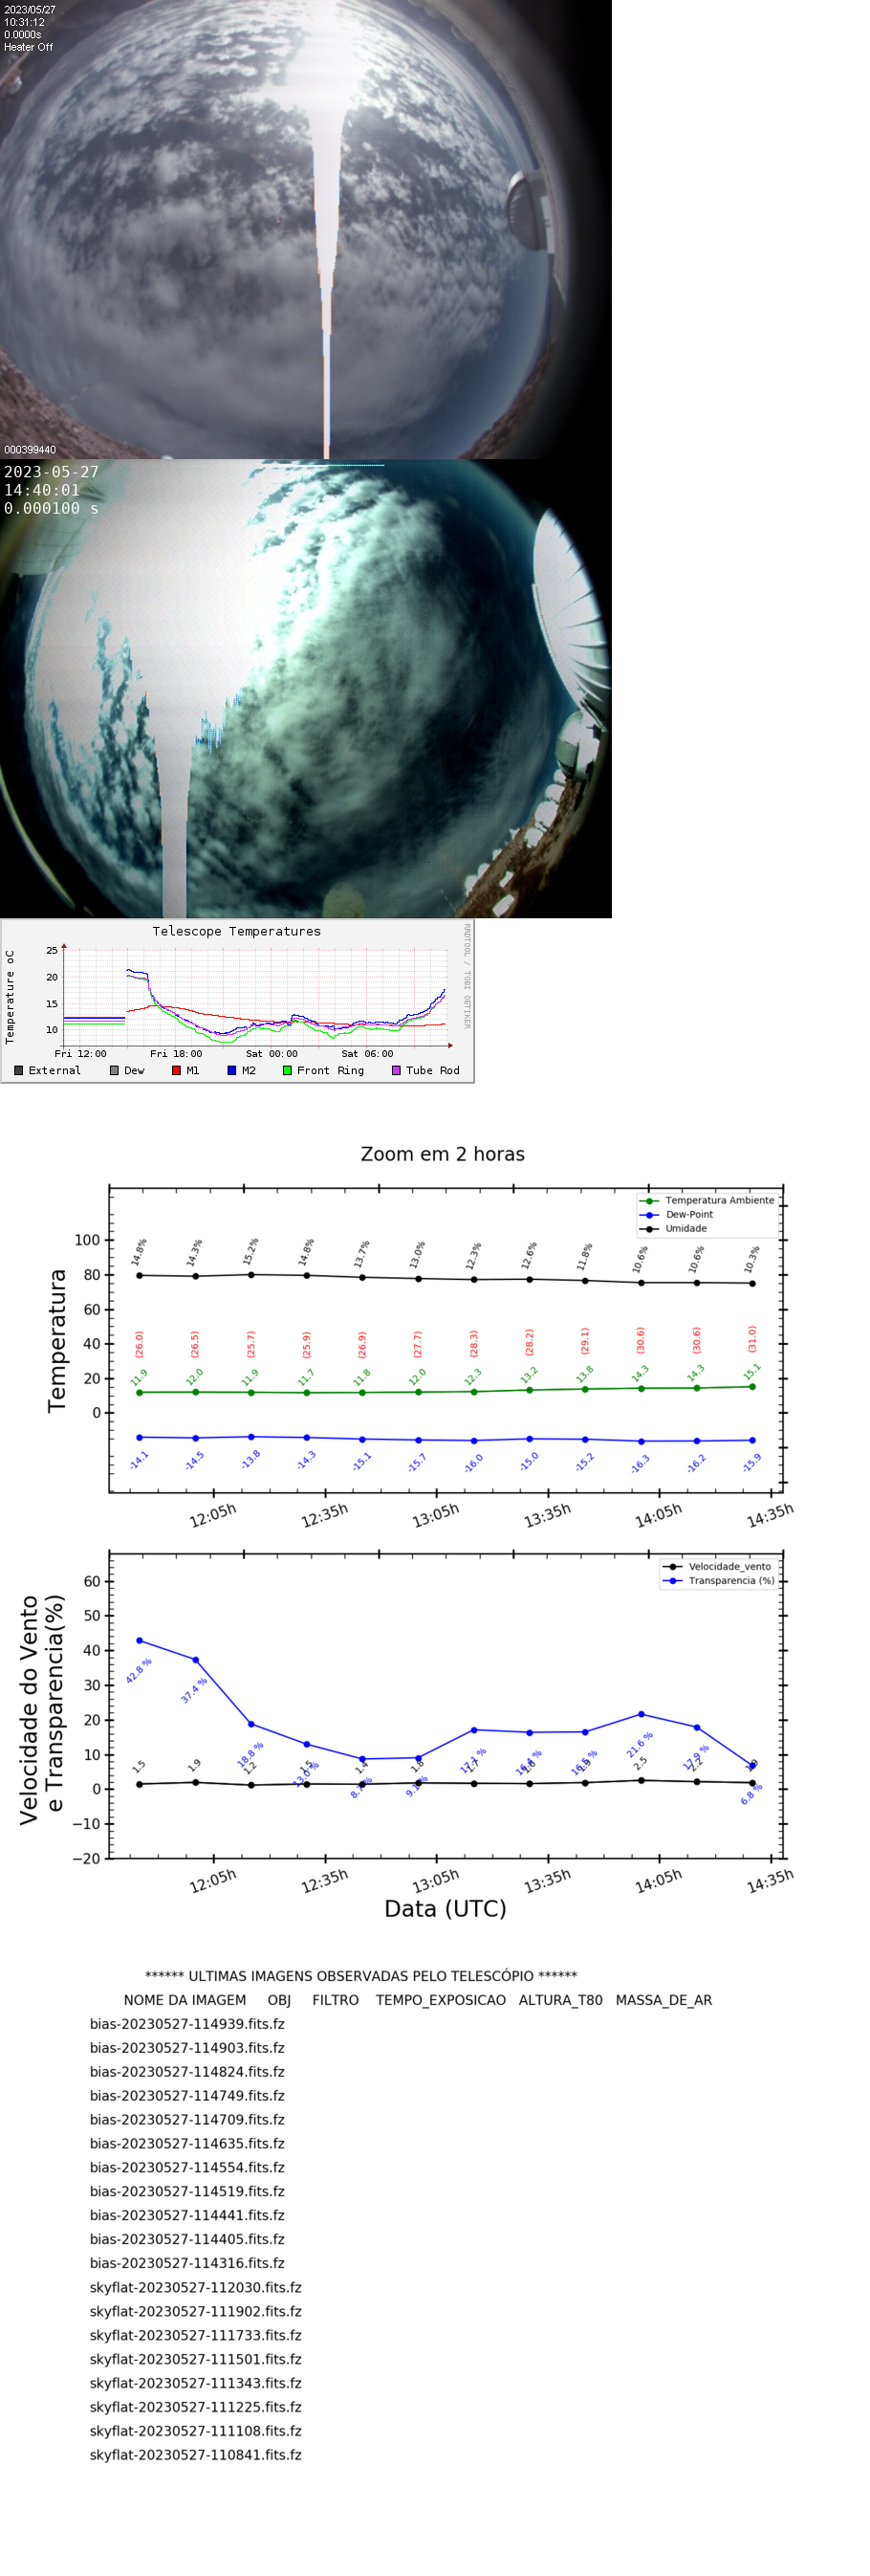 2023/05/27
10:31:12
0.0000s
Heater Off
000399440
2023-05-27
14:40:01
0.000100 s
Telescope Temperatures
RRDTOOL / TOBI OETIKER
Temperature oC
25
20
15
10
Fri 12:00 Fri 18:00 Sat 00:00 Sat 06:00
External Dew M1 M2 Front Ring Tube Rod
Zoom em 2 horas
Temperatura Ambiente
Dew-Point
Umidade
Temperatura
100
80
60
40
20
0
14.8% 14.3% 15.2% 14.8% 13.7% 13.0% 12.3% 12.6% 11.8% 10.6% 10.6% 10.3%
(26.0) (26.5) (25.7) (25.9) (26.9) (27.7) (28.3) (28.2) (29.1) (30.6) (30.6) (31.0)
11.9 12.0 11.9 11.7 11.8 12.0 12.3 13.2 13.8 14.3 14.3 15.1
-14.1 -14.5 -13.8 -14.3 -15.1 -15.7 -16.0 -15.0 -15.2 -16.3 -16.2 -15.9
12:05h 12:35h 13:05h 13:35h 14:05h 14:35h
Velocidade_vento
Transparencia (%)
Velocidade do Vento
e Transparencia(%)
60
50
40
30
20
10
0
−10
−20
42.8 % 37.4 % 18.8 % 21.6 % 17.9 % 6.8 %
1.5 1.9 1.2 1.4 1.8 2.5 2.2
12:05h 12:35h 13:05h 13:35h 14:05h 14:35h
Data (UTC)
****** ULTIMAS IMAGENS OBSERVADAS PELO TELESCÓPIO ******
NOME DA IMAGEM OBJ FILTRO TEMPO_EXPOSICAO ALTURA_T80 MASSA_DE_AR
bias-20230527-114939.fits.fz
bias-20230527-114903.fits.fz
bias-20230527-114824.fits.fz
bias-20230527-114749.fits.fz
bias-20230527-114709.fits.fz
bias-20230527-114635.fits.fz
bias-20230527-114554.fits.fz
bias-20230527-114519.fits.fz
bias-20230527-114441.fits.fz
bias-20230527-114405.fits.fz
bias-20230527-114316.fits.fz
skyflat-20230527-112030.fits.fz
skyflat-20230527-111902.fits.fz
skyflat-20230527-111733.fits.fz
skyflat-20230527-111501.fits.fz
skyflat-20230527-111343.fits.fz
skyflat-20230527-111225.fits.fz
skyflat-20230527-111108.fits.fz
skyflat-20230527-110841.fits.fz